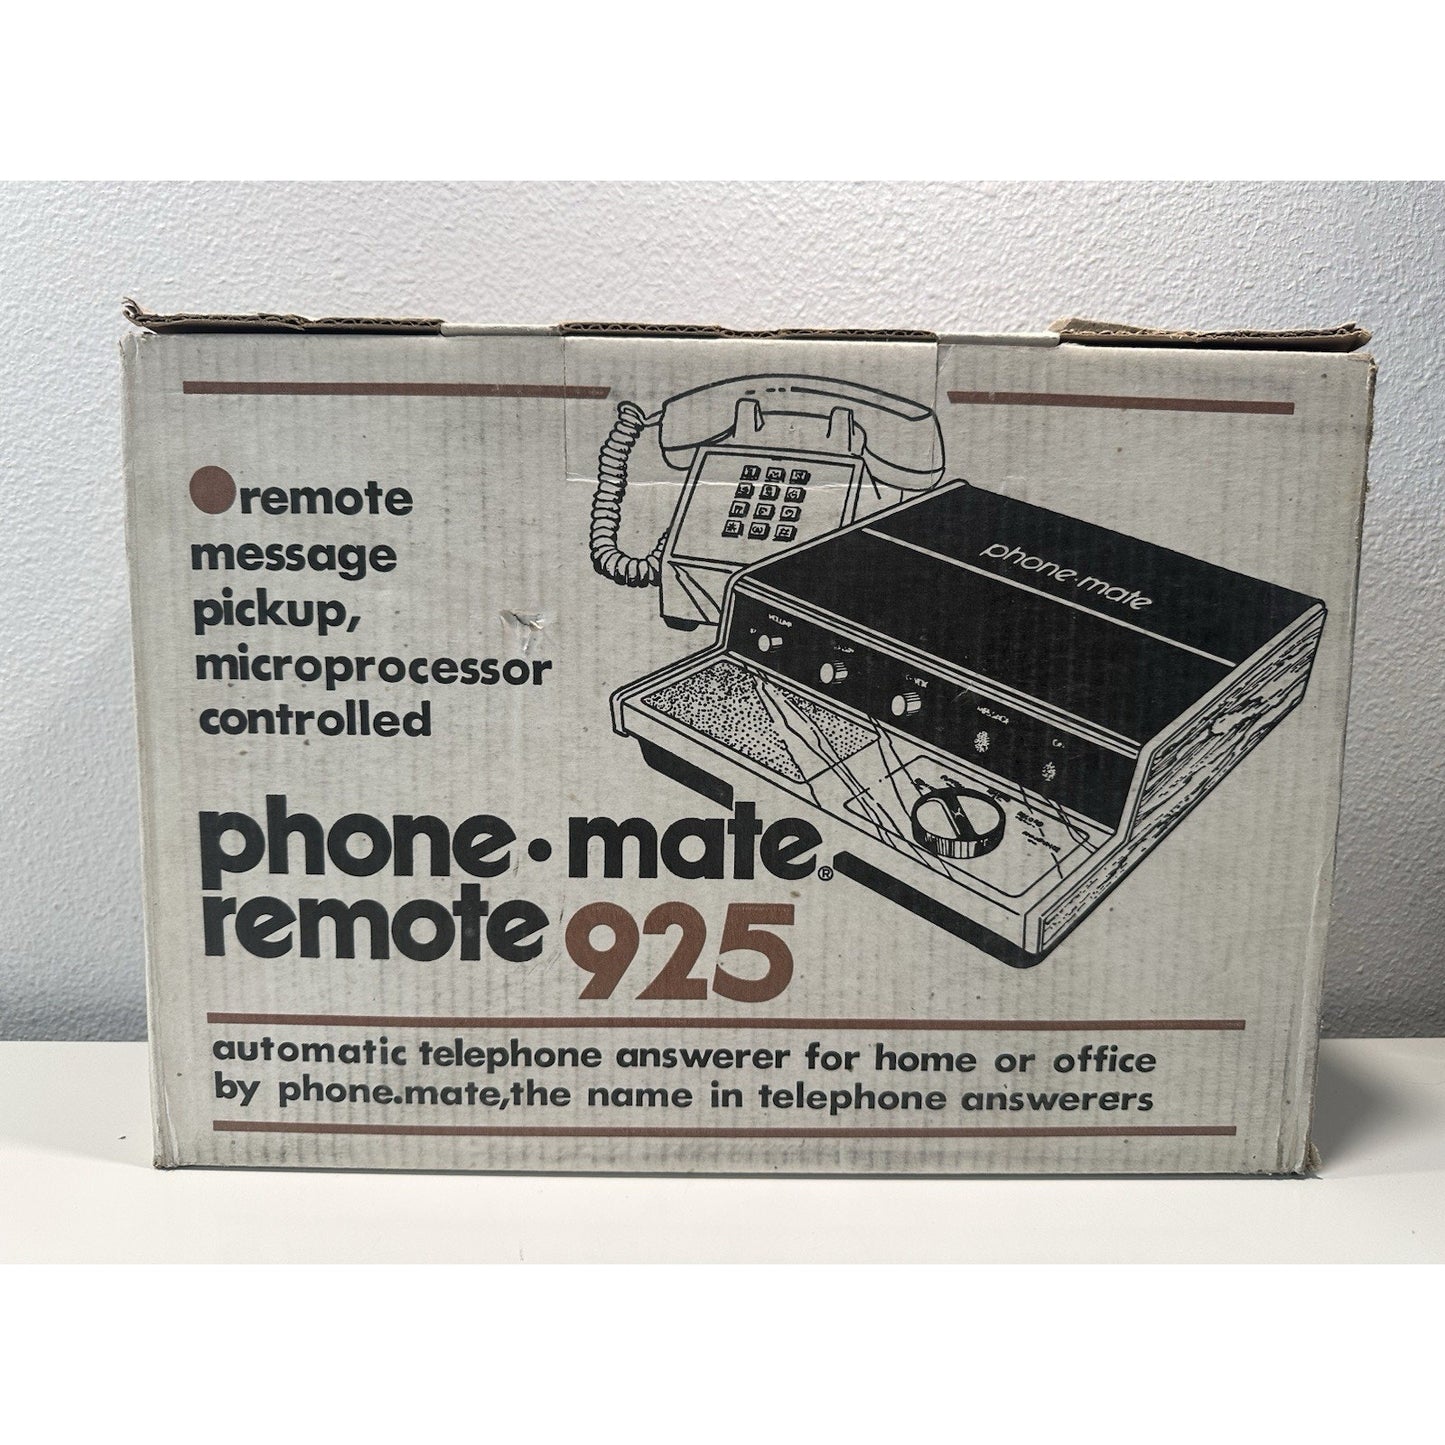 remote
message
pickup,
microprocessor
controlled
phone·mate
VOLUME
phone·mate®
remote 925
automatic telephone answerer for home or office
by phone.mate,the name in telephone answerers